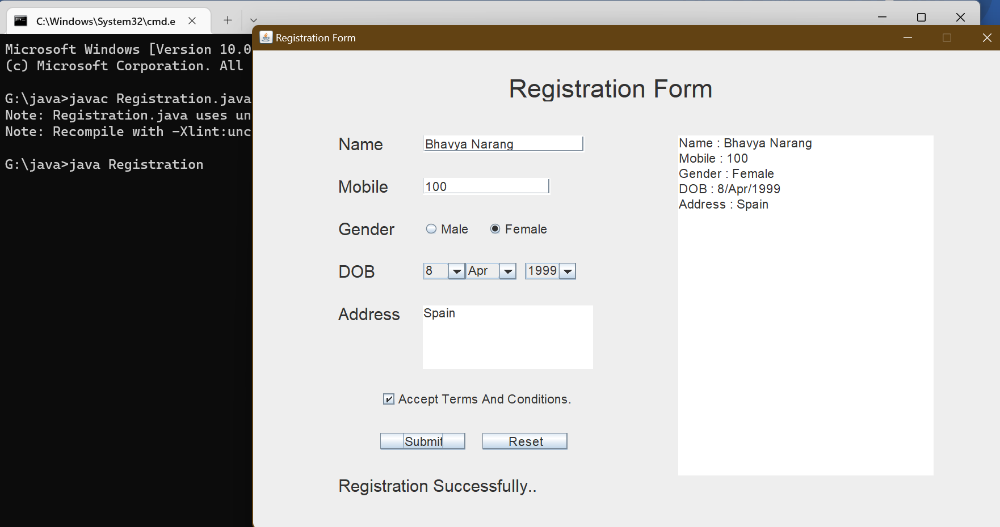 C:\Windows\System32\cmd.e
Microsoft Windows [Version 10.0
(c) Microsoft Corporation. All
G:\java>javac Registration.java
Note: Registration.java uses un
Note: Recompile with -Xlint:unc
G:\java>java Registration
Registration Form
Registration Form
Name Bhavya Narang
Mobile 100
Gender Male Female
DOB 8 Apr 1999
Address Spain
Accept Terms And Conditions.
Submit Reset
Registration Successfully..
Name : Bhavya Narang
Mobile : 100
Gender : Female
DOB : 8/Apr/1999
Address : Spain